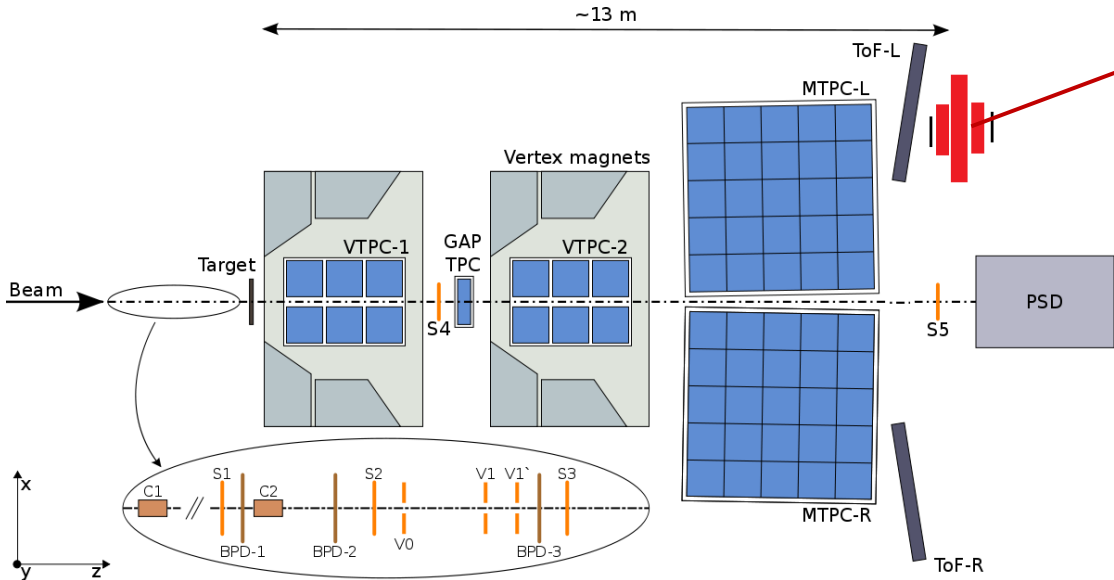 ~13 m
ToF-L
MTPC-L
Vertex magnets
VTPC-1
GAP
TPC
VTPC-2
Target
Beam
S4
S5
PSD
S1
C1
C2
BPD-1
BPD-2
S2
V0
V1
V1`
S3
BPD-3
MTPC-R
ToF-R
x
y
z